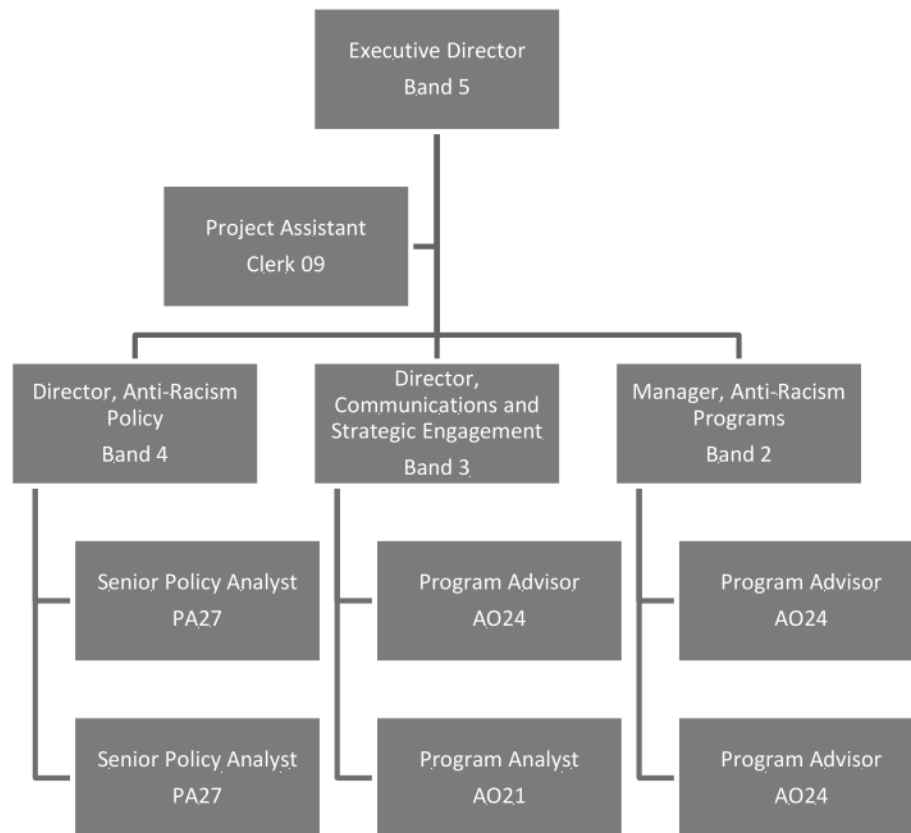 Executive Director
Band 5
Project Assistant
Clerk 09
Director, Anti-Racism
Policy
Band 4
Director,
Communications and
Strategic Engagement
Band 3
Manager, Anti-Racism
Programs
Band 2
Senior Policy Analyst
PA27
Program Advisor
AO24
Program Advisor
AO24
Senior Policy Analyst
PA27
Program Analyst
AO21
Program Advisor
AO24